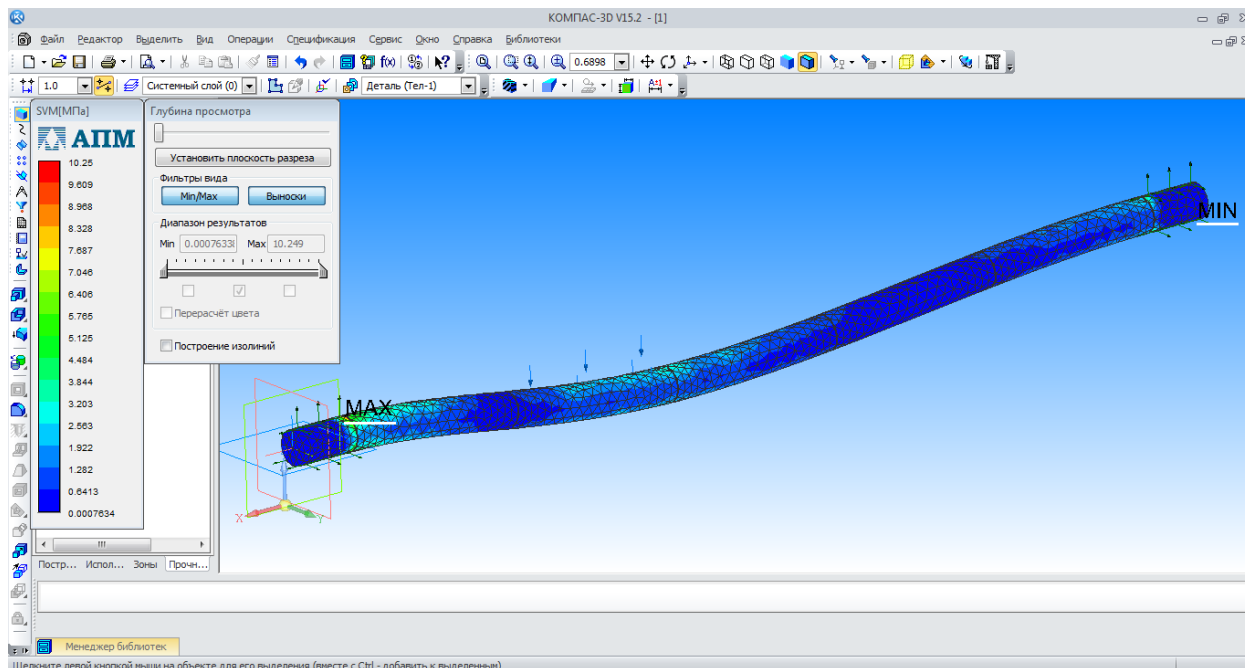 КОМПАС-3D V15.2 - [1]
Файл Редактор Выделить Вид Операции Спецификация Сервис Окно Справка Библиотеки
f(x) 0.6898
1.0 Системный слой (0) Деталь (Тел-1)
SVM[МПа]
АПМ
10.25
9.609
8.968
8.328
7.687
7.046
6.406
5.765
5.125
4.484
3.844
3.203
2.563
1.922
1.282
0.6413
0.0007634
Глубина просмотра
Установить плоскость разреза
Фильтры вида
Min/Max Выноски
Диапазон результатов
Min 0.0007633 Max 10.249
Перерасчёт цвета
Построение изолиний
MIN
MAX
X Y
Постр... Испол... Зоны Прочн...
Менеджер библиотек
Щелкните левой кнопкой мыши на объекте для его выделения (вместе с Ctrl - добавить к выделенным)